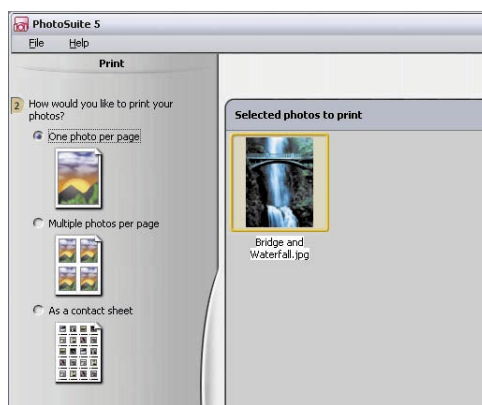 PhotoSuite 5
File Help
Print
2 How would you like to print your
photos?
One photo per page
Multiple photos per page
As a contact sheet
Selected photos to print
Bridge and
Waterfall.jpg